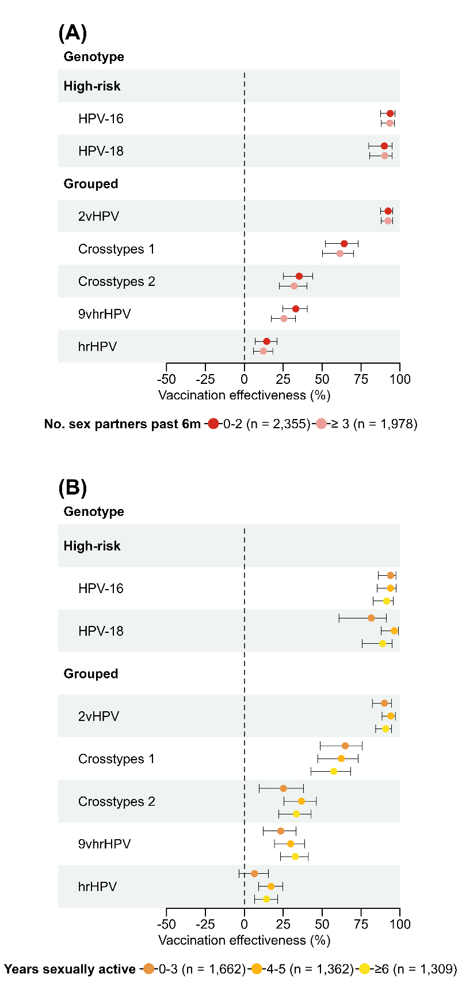 (A)
Genotype
High-risk
HPV-16
HPV-18
Grouped
2vHPV
Crosstypes 1
Crosstypes 2
9vhrHPV
hrHPV
-50 -25 0 25 50 75 100
Vaccination effectiveness (%)
No. sex partners past 6m 0-2 (n = 2,355) ≥ 3 (n = 1,978)
(B)
Genotype
High-risk
HPV-16
HPV-18
Grouped
2vHPV
Crosstypes 1
Crosstypes 2
9vhrHPV
hrHPV
-50 -25 0 25 50 75 100
Vaccination effectiveness (%)
Years sexually active 0-3 (n = 1,662) 4-5 (n = 1,362) ≥6 (n = 1,309)